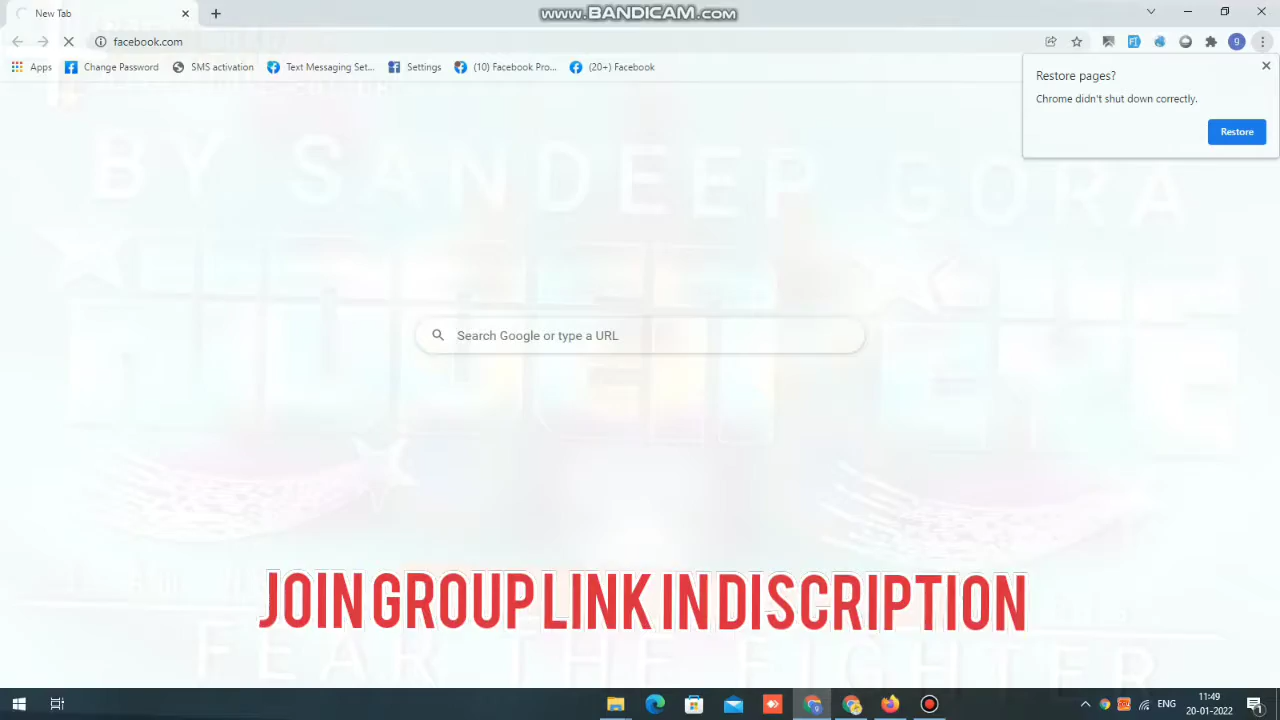 New Tab
www.BANDICAM.com
facebook.com
Apps
Change Password
SMS activation
Text Messaging Set...
Settings
(10) Facebook Pro...
(20+) Facebook
9
Restore pages?
Chrome didn't shut down correctly.
Restore
BY SANDEEP GORA
Search Google or type a URL
JOIN GROUP LINK IN DISCRIPTION
FEAR THE FIGHTER
ENG
11:49
20-01-2022
1